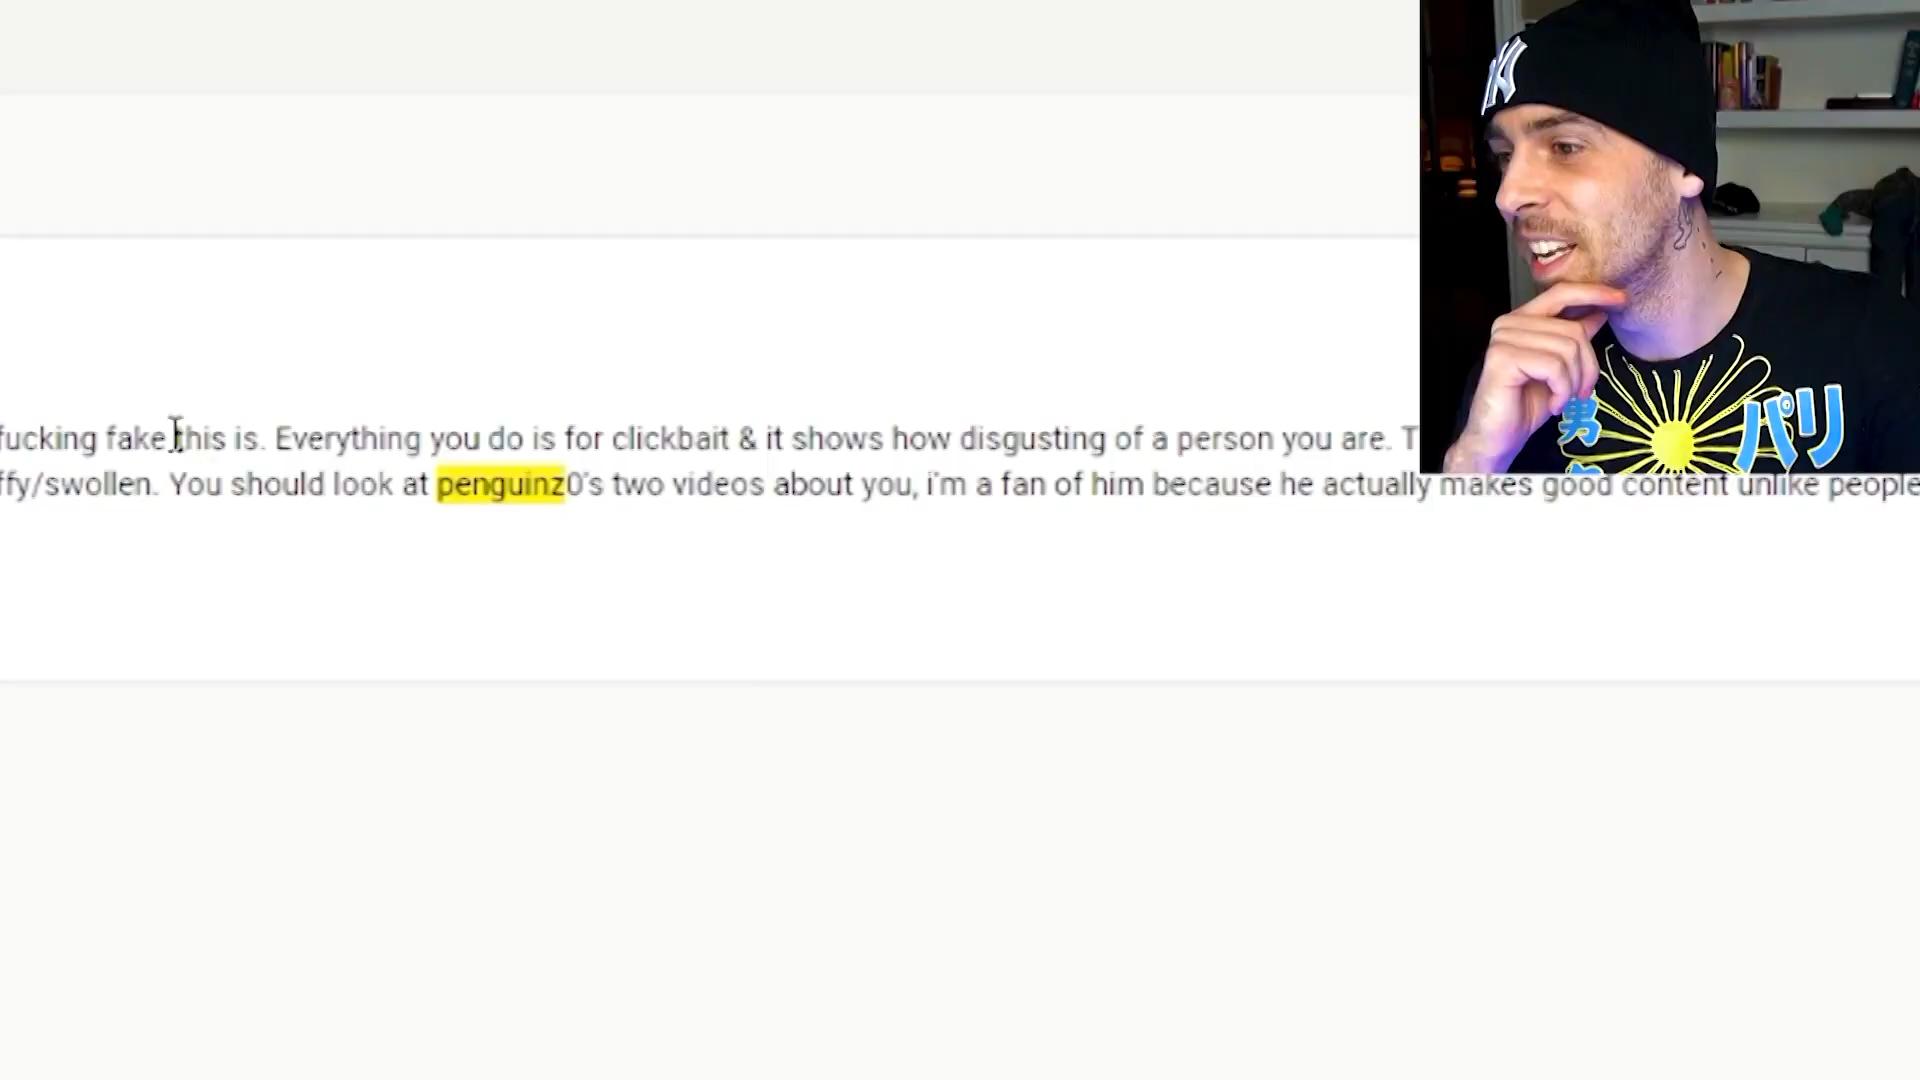 NY
fucking fake this is. Everything you do is for clickbait & it shows how disgusting of a person you are. T
ffy/swollen. You should look at penguinz0's two videos about you, i'm a fan of him because he actually makes good content unlike people
男
パリ